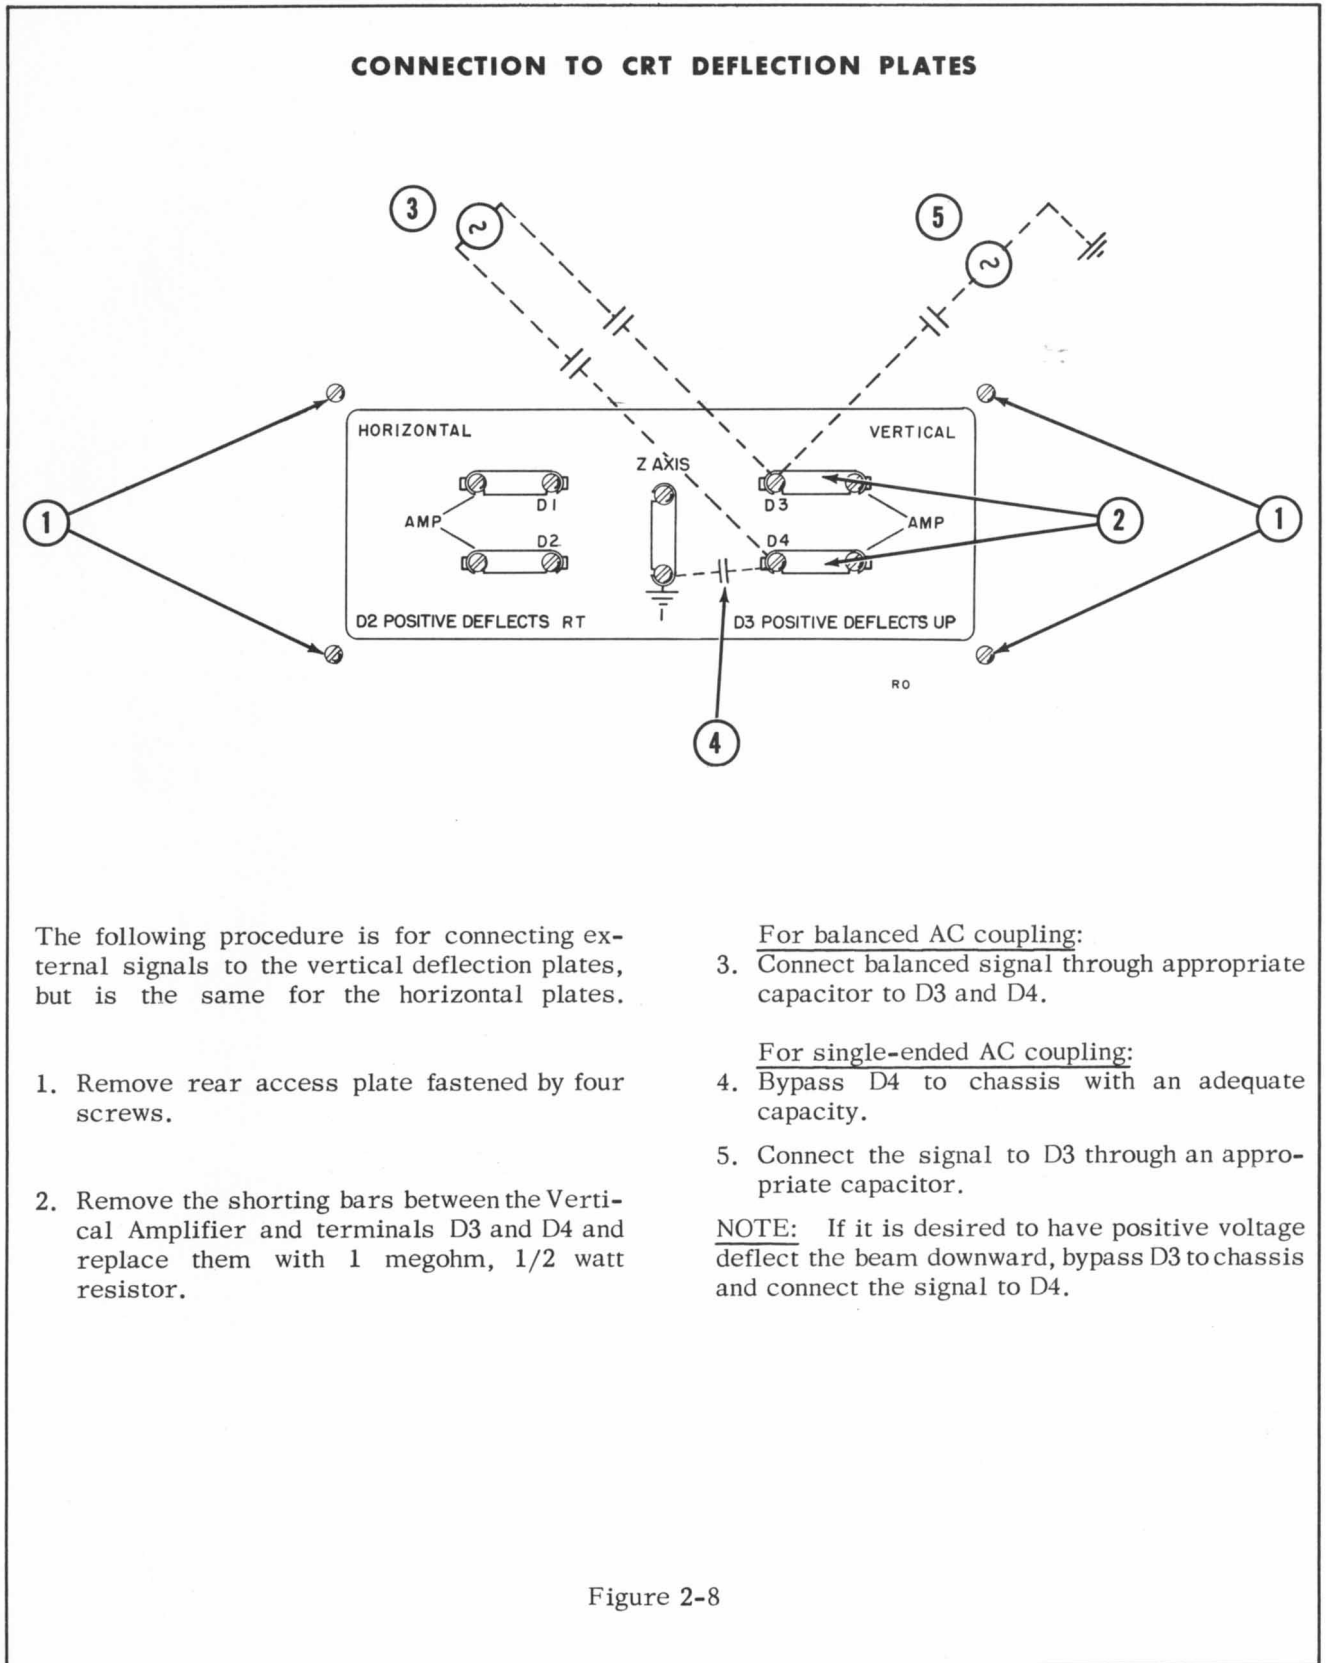 CONNECTION TO CRT DEFLECTION PLATES
3
5
HORIZONTAL
VERTICAL
Z AXIS
D1
D3
AMP
AMP
1
2
1
D2
D4
D2 POSITIVE DEFLECTS RT
D3 POSITIVE DEFLECTS UP
RO
4
The following procedure is for connecting ex-
ternal signals to the vertical deflection plates,
but is the same for the horizontal plates.
1. Remove rear access plate fastened by four
screws.
2. Remove the shorting bars between the Verti-
cal Amplifier and terminals D3 and D4 and
replace them with 1 megohm, 1/2 watt
resistor.
For balanced AC coupling:
3. Connect balanced signal through appropriate
capacitor to D3 and D4.
For single-ended AC coupling:
4. Bypass D4 to chassis with an adequate
capacity.
5. Connect the signal to D3 through an appro-
priate capacitor.
NOTE: If it is desired to have positive voltage
deflect the beam downward, bypass D3 to chassis
and connect the signal to D4.
Figure 2-8